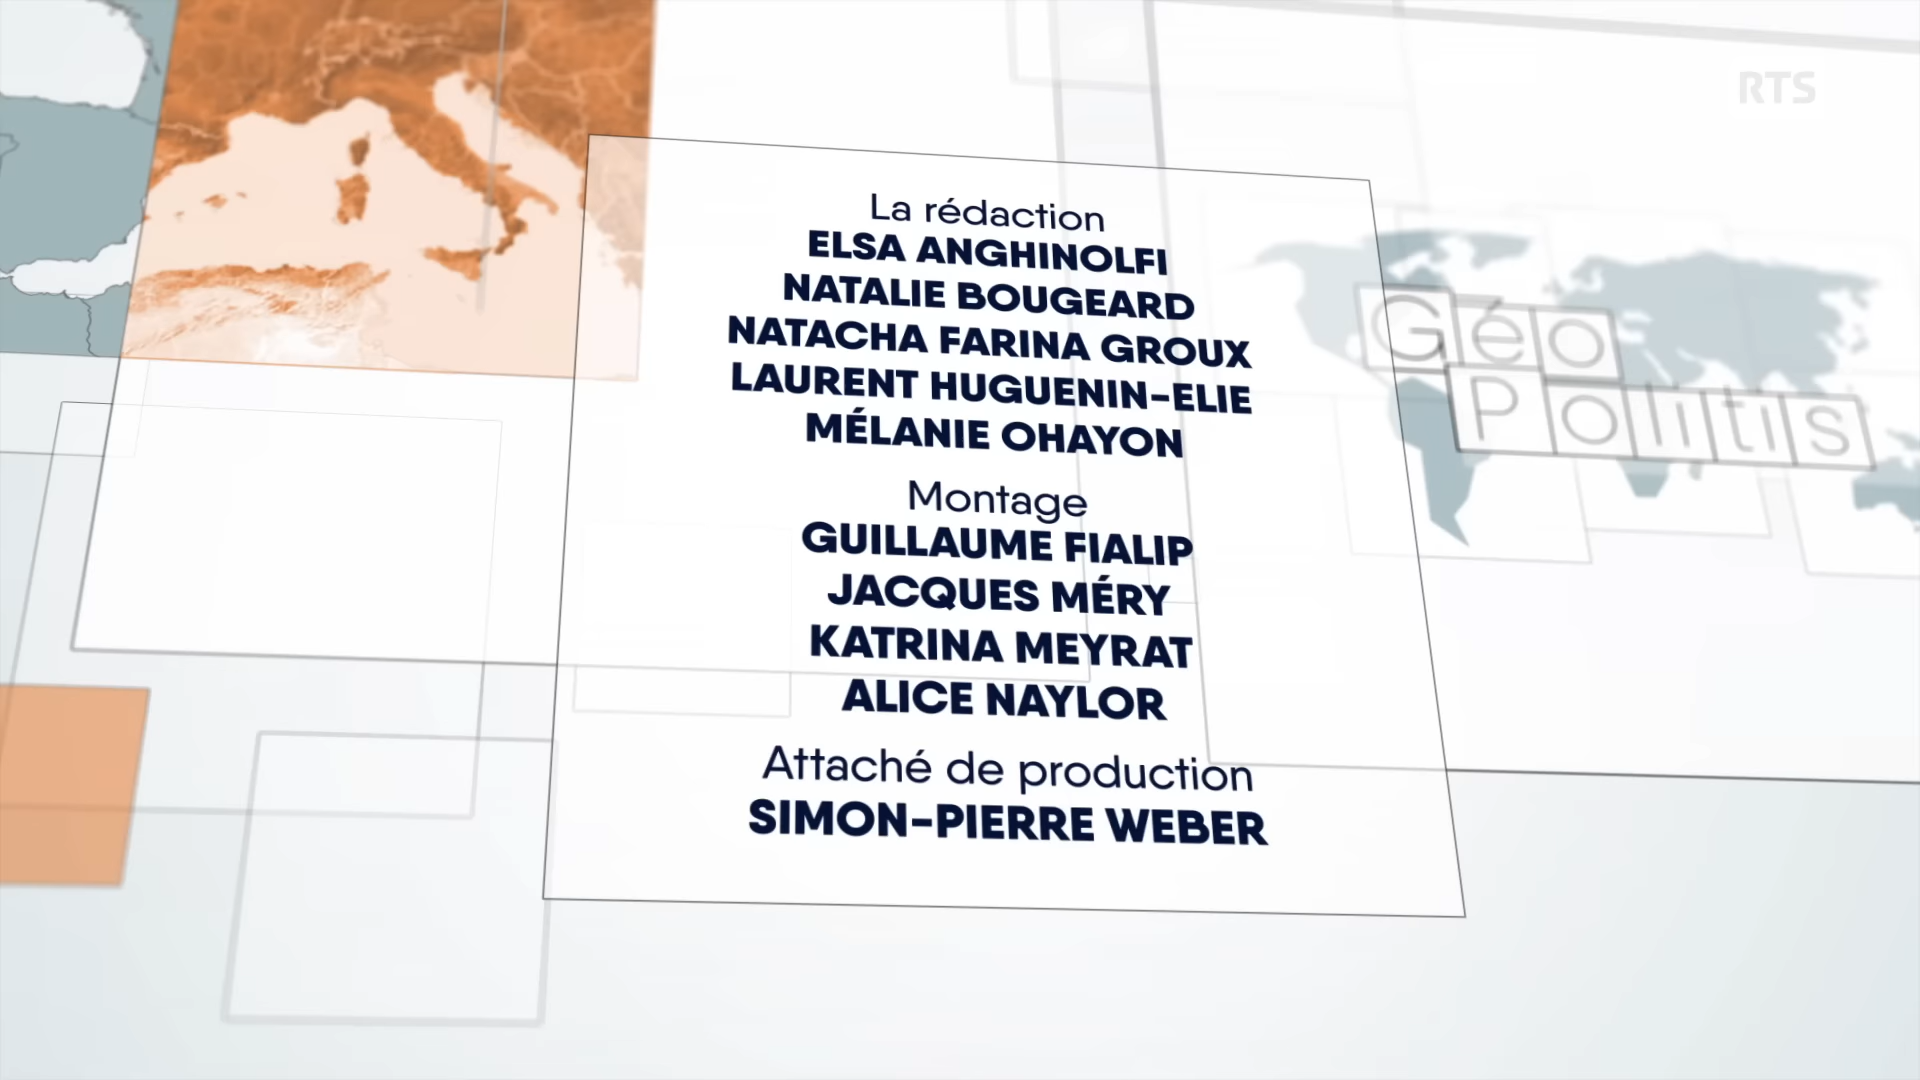 RTS
La rédaction
ELSA ANGHINOLFI
NATALIE BOUGEARD
NATACHA FARINA GROUX
LAURENT HUGUENIN-ELIE
MÉLANIE OHAYON
Montage
GUILLAUME FIALIP
JACQUES MÉRY
KATRINA MEYRAT
ALICE NAYLOR
Attaché de production
SIMON-PIERRE WEBER
Géo
Politis